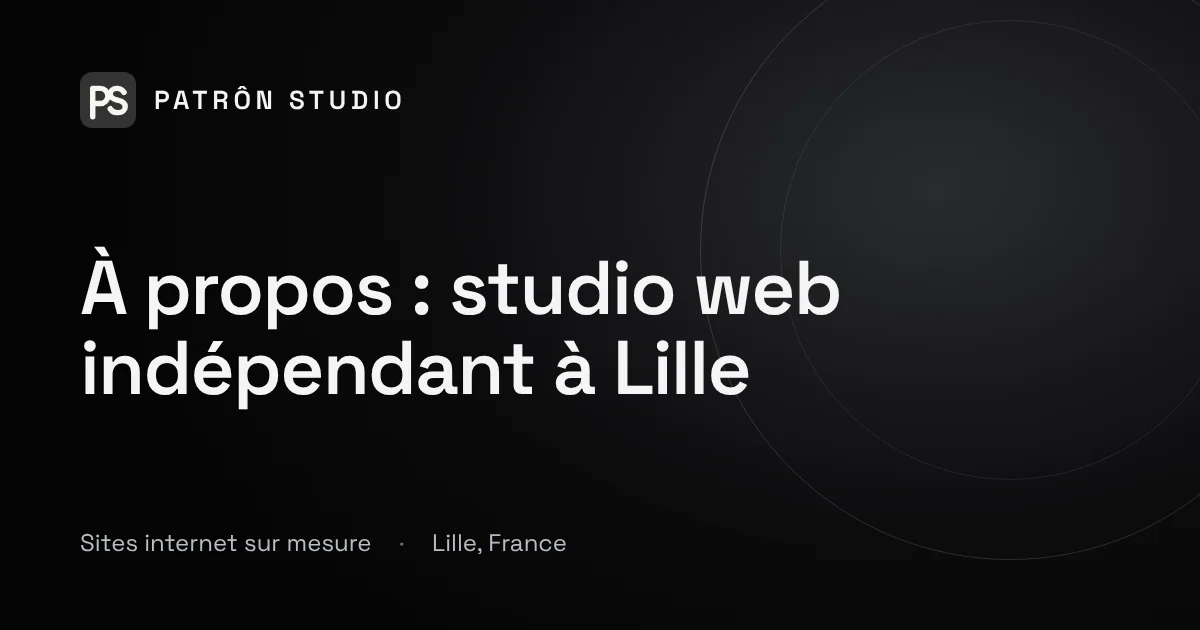 PS PATRÔN STUDIO
À propos : studio web
indépendant à Lille
Sites internet sur mesure · Lille, France